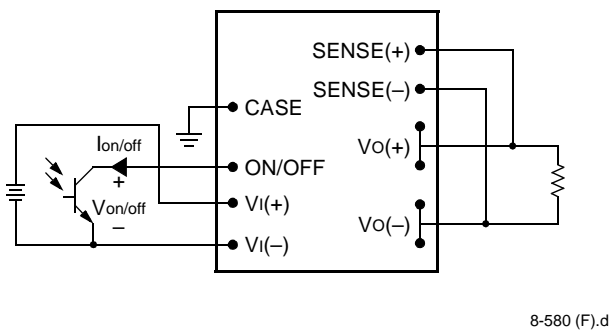 SENSE(+)
SENSE(–)
CASE
Ion/off
VO(+)
+
ON/OFF
Von/off
VI(+)
–
VO(–)
VI(–)
8-580 (F).d